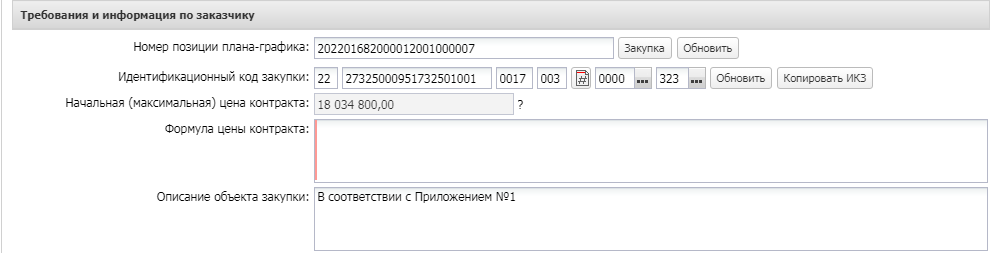 Требования и информация по заказчику
Номер позиции плана-графика: 202201682000012001000007 Закупка Обновить
Идентификационный код закупки: 22 27325000951732501001 0017 003 # 0000 ... 323 ... Обновить Копировать ИКЗ
Начальная (максимальная) цена контракта: 18 034 800,00 ?
Формула цены контракта:
Описание объекта закупки: В соответствии с Приложением №1